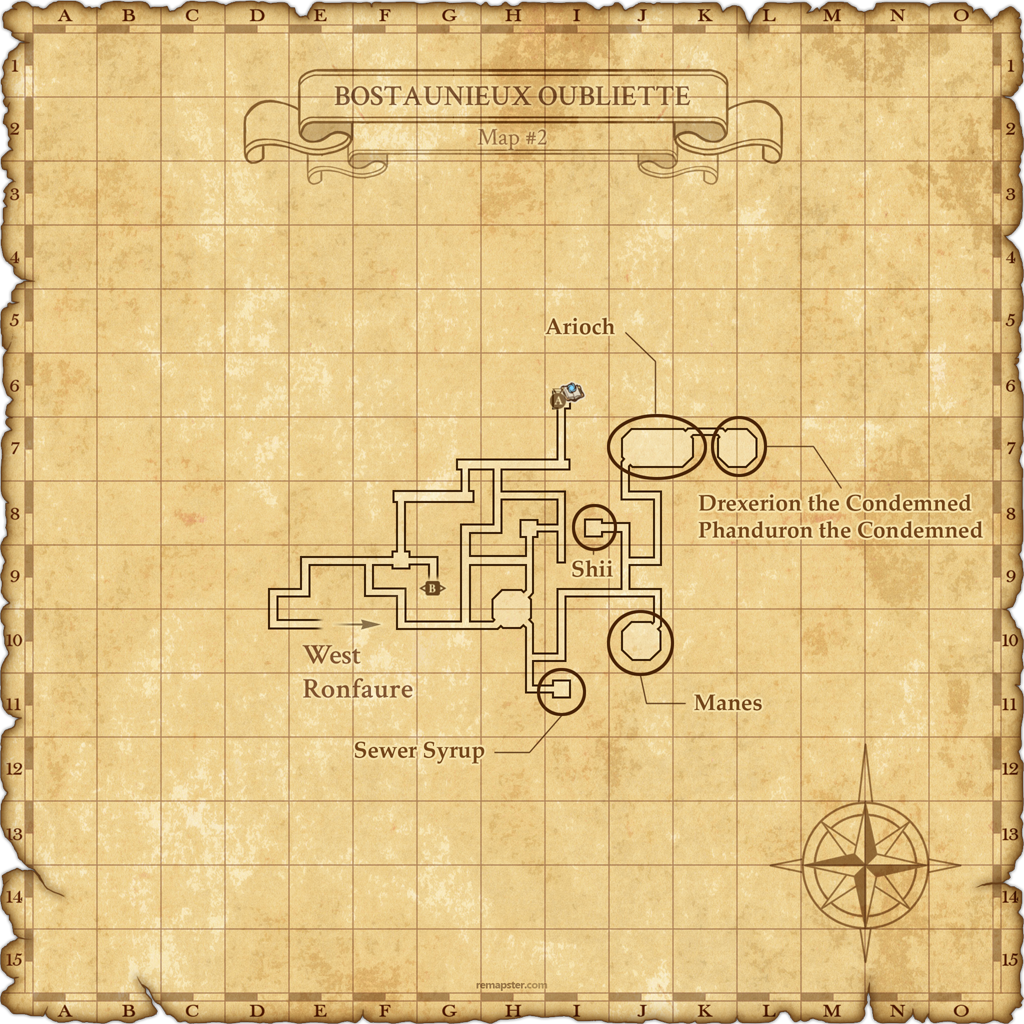 A B C D E F G H I J K L M N O
1 1
BOSTAUNIEUX OUBLIETTE
2 2
Map #2
3 3
4 4
5 5
Arioch
6 6
A
7 7
Drexerion the Condemned
8 8
Phanduron the Condemned
Shii
9 9
B
10 10
West
Ronfaure
11 11
Manes
Sewer Syrup
12 12
13 13
14 14
15 15
remapster.com
A B C D E F G H I J K L M N O